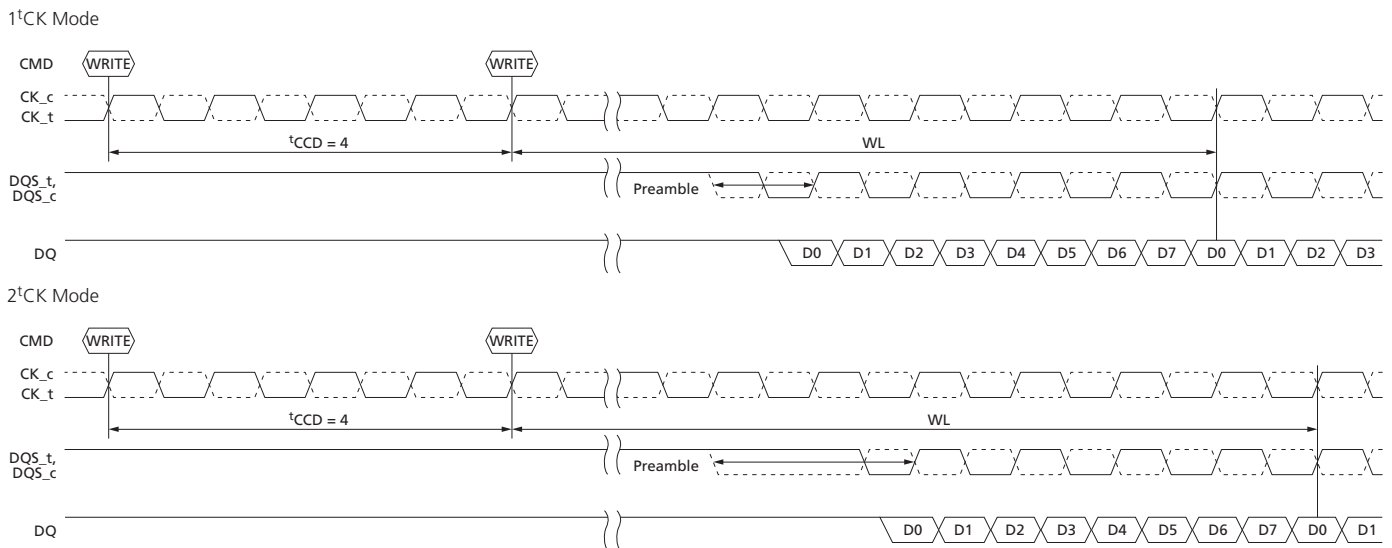 1tCK Mode
CMD WRITE WRITE
CK_c
CK_t
tCCD = 4 WL
DQS_t,
DQS_c Preamble
DQ D0 D1 D2 D3 D4 D5 D6 D7 D0 D1 D2 D3
2tCK Mode
CMD WRITE WRITE
CK_c
CK_t
tCCD = 4 WL
DQS_t,
DQS_c Preamble
DQ D0 D1 D2 D3 D4 D5 D6 D7 D0 D1